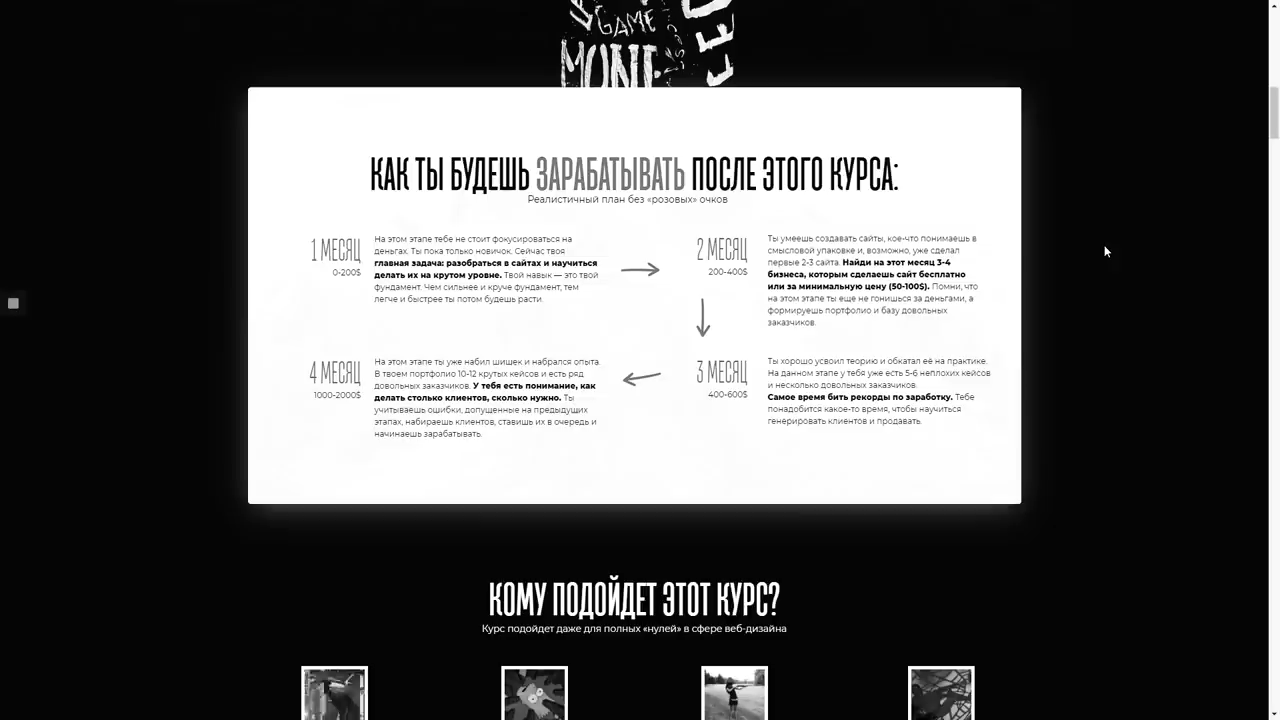 GAME
MONE
КАК ТЫ БУДЕШЬ ЗАРАБАТЫВАТЬ ПОСЛЕ ЭТОГО КУРСА:
Реалистичный план без «розовых» очков
1 МЕСЯЦ
0-200$
На этом этапе тебе не стоит фокусироваться на
деньгах. Ты пока только новичок. Сейчас твоя
главная задача: разобраться в сайтах и научиться
делать их на крутом уровне. Твой навык — это твой
фундамент. Чем сильнее и круче фундамент, тем
легче и быстрее ты потом будешь расти.
2 МЕСЯЦ
200-400$
Ты умеешь создавать сайты, кое-что понимаешь в
смысловой упаковке и, возможно, уже сделал
первые 2-3 сайта. Найди на этот месяц 3-4
бизнеса, которым сделаешь сайт бесплатно
или за минимальную цену (50-100$). Помни, что
на этом этапе ты еще не гонишься за деньгами, а
формируешь портфолио и базу довольных
заказчиков.
4 МЕСЯЦ
1000-2000$
На этом этапе ты уже набил шишек и набрался опыта.
В твоем портфолио 10-12 крутых кейсов и есть ряд
довольных заказчиков. У тебя есть понимание, как
делать столько клиентов, сколько нужно. Ты
учитываешь ошибки, допущенные на предыдущих
этапах, набираешь клиентов, ставишь их в очередь и
начинаешь зарабатывать.
3 МЕСЯЦ
400-600$
Ты хорошо усвоил теорию и обкатал её на практике.
На данном этапе у тебя уже есть 5-6 неплохих кейсов
и несколько довольных заказчиков.
Самое время бить рекорды по заработку. Тебе
понадобится какое-то время, чтобы научиться
генерировать клиентов и продавать.
КОМУ ПОДОЙДЕТ ЭТОТ КУРС?
Курс подойдет даже для полных «нулей» в сфере веб-дизайна